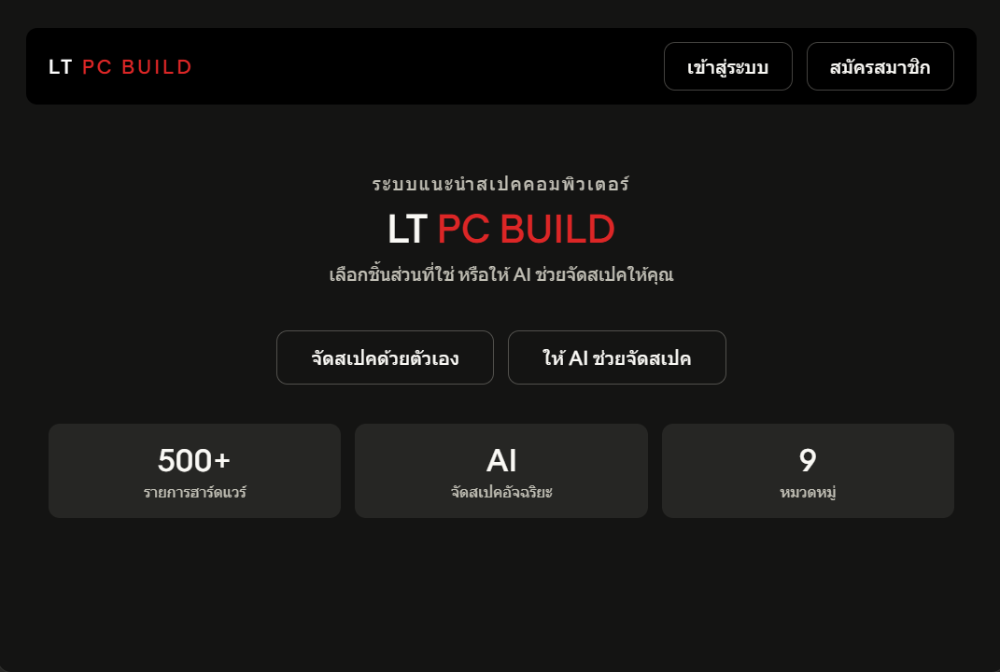 LT PC BUILD
เข้าสู่ระบบ
สมัครสมาชิก
ระบบแนะนำสเปคคอมพิวเตอร์
LT PC BUILD
เลือกชิ้นส่วนที่ใช่ หรือให้ AI ช่วยจัดสเปคให้คุณ
จัดสเปคด้วยตัวเอง
ให้ AI ช่วยจัดสเปค
500+
รายการฮาร์ดแวร์
AI
จัดสเปคอัจฉริยะ
9
หมวดหมู่